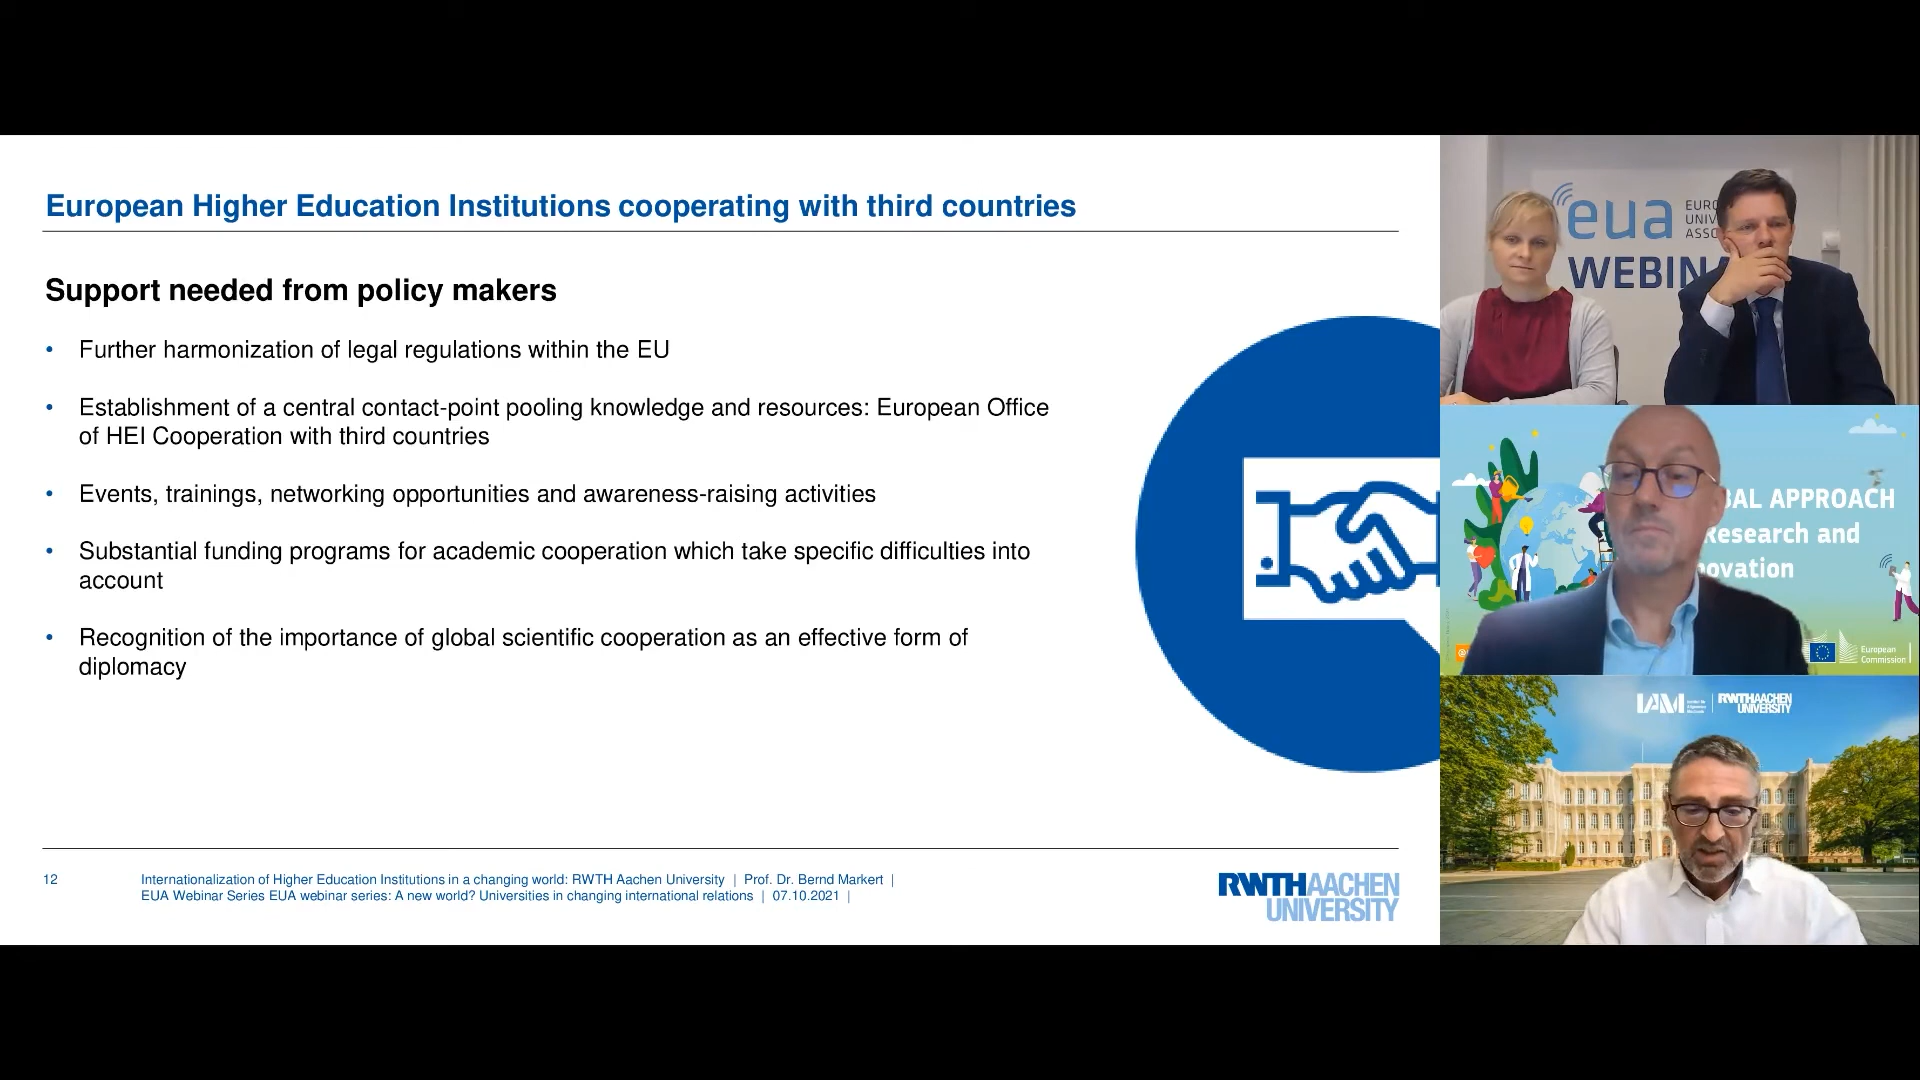 European Higher Education Institutions cooperating with third countries
Support needed from policy makers
• Further harmonization of legal regulations within the EU
• Establishment of a central contact-point pooling knowledge and resources: European Office
of HEI Cooperation with third countries
• Events, trainings, networking opportunities and awareness-raising activities
• Substantial funding programs for academic cooperation which take specific difficulties into
account
• Recognition of the importance of global scientific cooperation as an effective form of
diplomacy
12
Internationalization of Higher Education Institutions in a changing world: RWTH Aachen University | Prof. Dr. Bernd Markert |
EUA Webinar Series EUA webinar series: A new world? Universities in changing international relations | 07.10.2021 |
RWTHAACHEN
UNIVERSITY
eua
EURO
UNIV
ASSO
WEBINA
BAL APPROACH
Research and
novation
European
Commission
IAM
RWTHAACHEN
UNIVERSITY